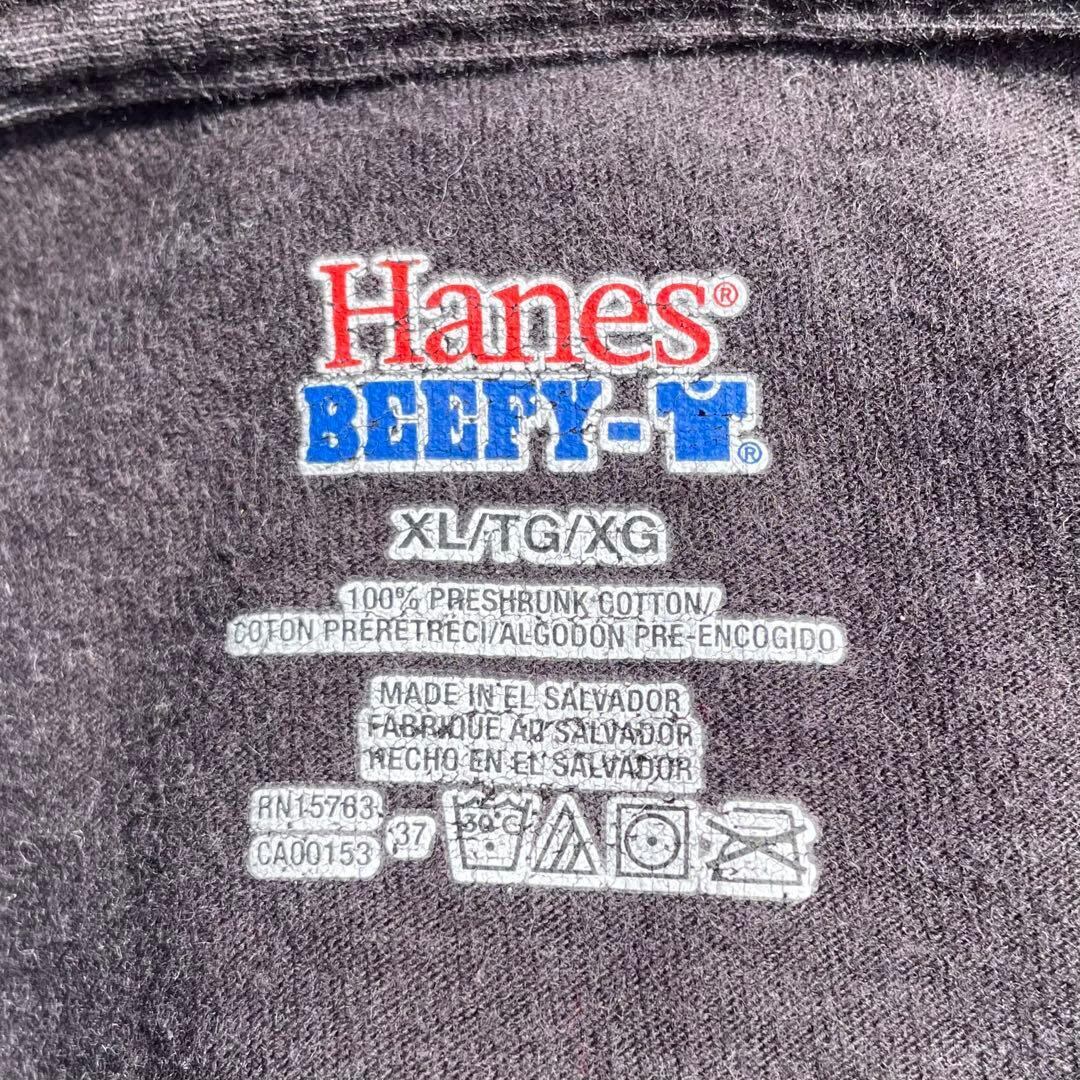 Hanes®
BEEFY-T®
XL/TG/XG
100% PRESHRUNK COTTON/
COTON PRÉRÉTRÉCI/ALGODON PRE-ENCOGIDO
MADE IN EL SALVADOR
FABRIQUÉ AU SALVADOR
HECHO EN EL SALVADOR
RN15763
CA00153
37
30°C